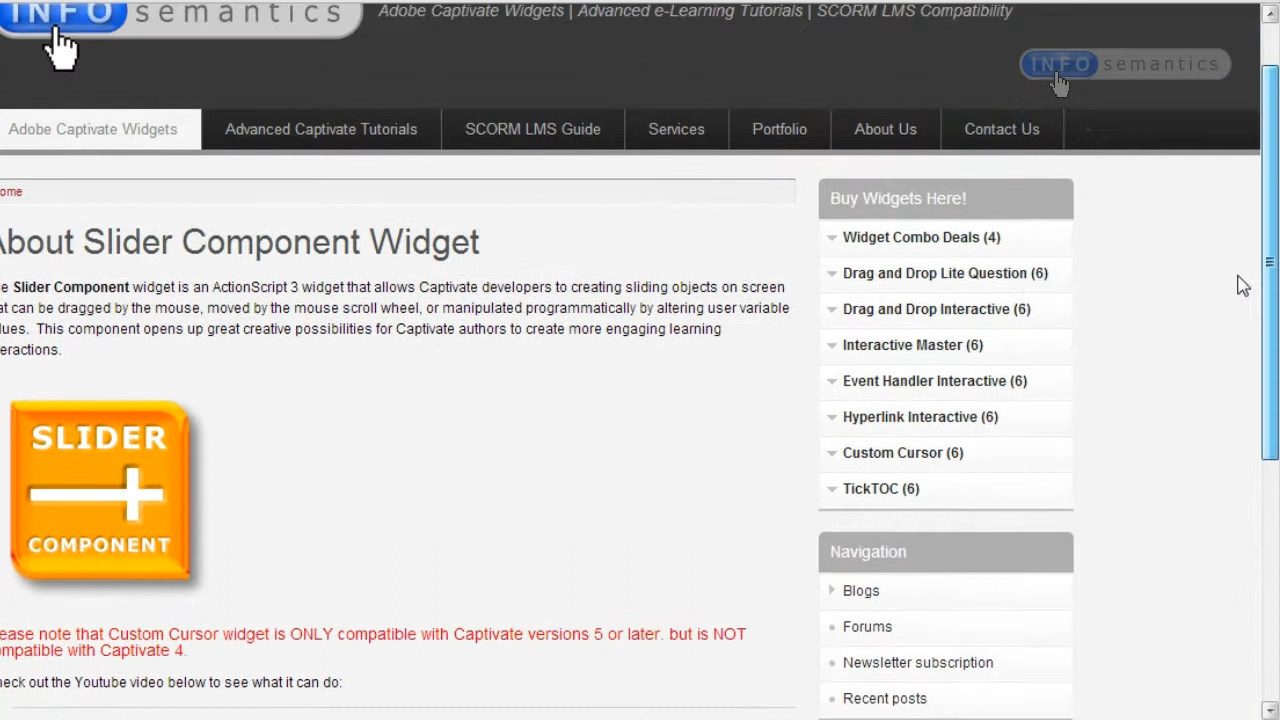 INFO semantics
Adobe Captivate Widgets | Advanced e-Learning Tutorials | SCORM LMS Compatibility
INFO semantics
Adobe Captivate Widgets
Advanced Captivate Tutorials
SCORM LMS Guide
Services
Portfolio
About Us
Contact Us
ome
About Slider Component Widget
e Slider Component widget is an ActionScript 3 widget that allows Captivate developers to creating sliding objects on screen
at can be dragged by the mouse, moved by the mouse scroll wheel, or manipulated programmatically by altering user variable
lues. This component opens up great creative possibilities for Captivate authors to create more engaging learning
eractions.
SLIDER
COMPONENT
ease note that Custom Cursor widget is ONLY compatible with Captivate versions 5 or later. but is NOT
mpatible with Captivate 4.
heck out the Youtube video below to see what it can do:
Buy Widgets Here!
Widget Combo Deals (4)
Drag and Drop Lite Question (6)
Drag and Drop Interactive (6)
Interactive Master (6)
Event Handler Interactive (6)
Hyperlink Interactive (6)
Custom Cursor (6)
TickTOC (6)
Navigation
Blogs
Forums
Newsletter subscription
Recent posts